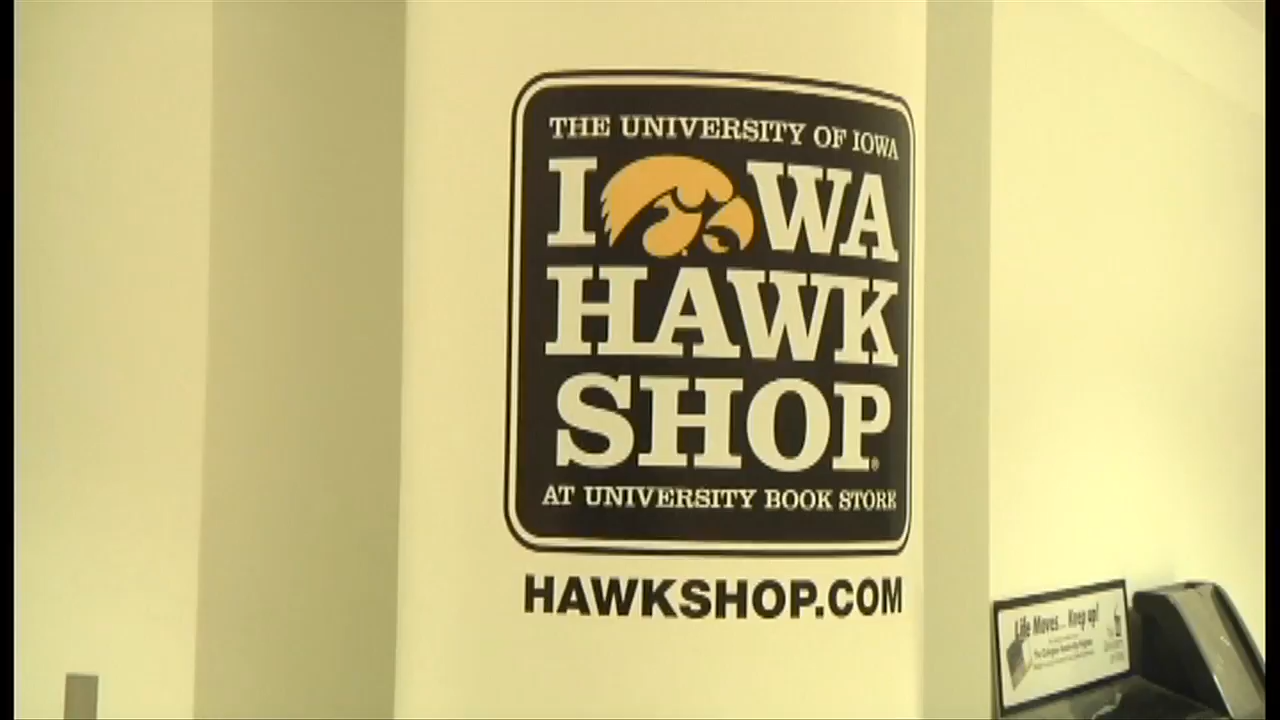 THE UNIVERSITY OF IOWA
IOWA
HAWK
SHOP®
AT UNIVERSITY BOOK STORE
HAWKSHOP.COM
Life Moves... Keep up!